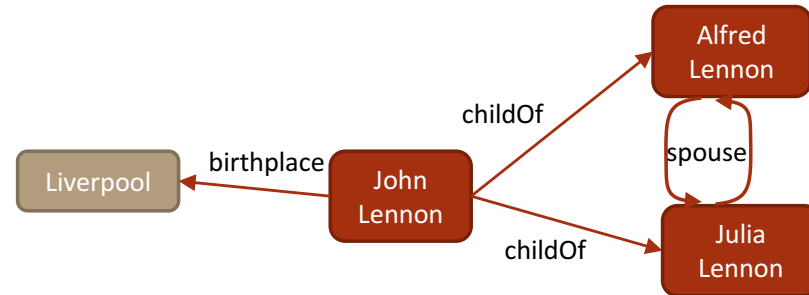 Alfred
Lennon
childOf
spouse
birthplace
Liverpool
John
Lennon
childOf
Julia
Lennon